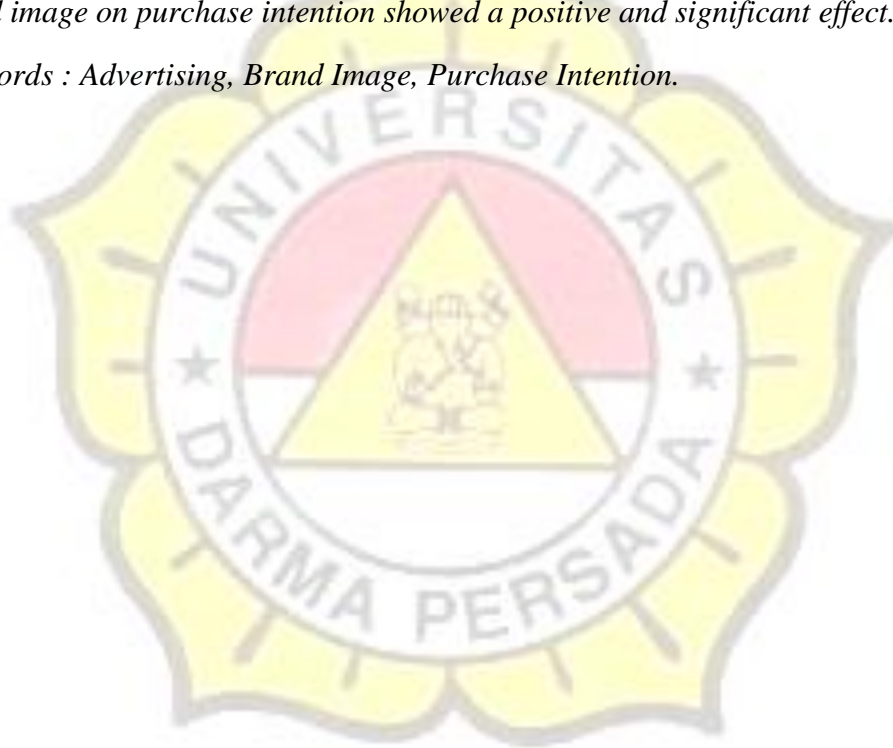 image on purchase intention showed a positive and significant effect.
ords : Advertising, Brand Image, Purchase Intention.
UNIVERSITAS
DARMA PERSADA